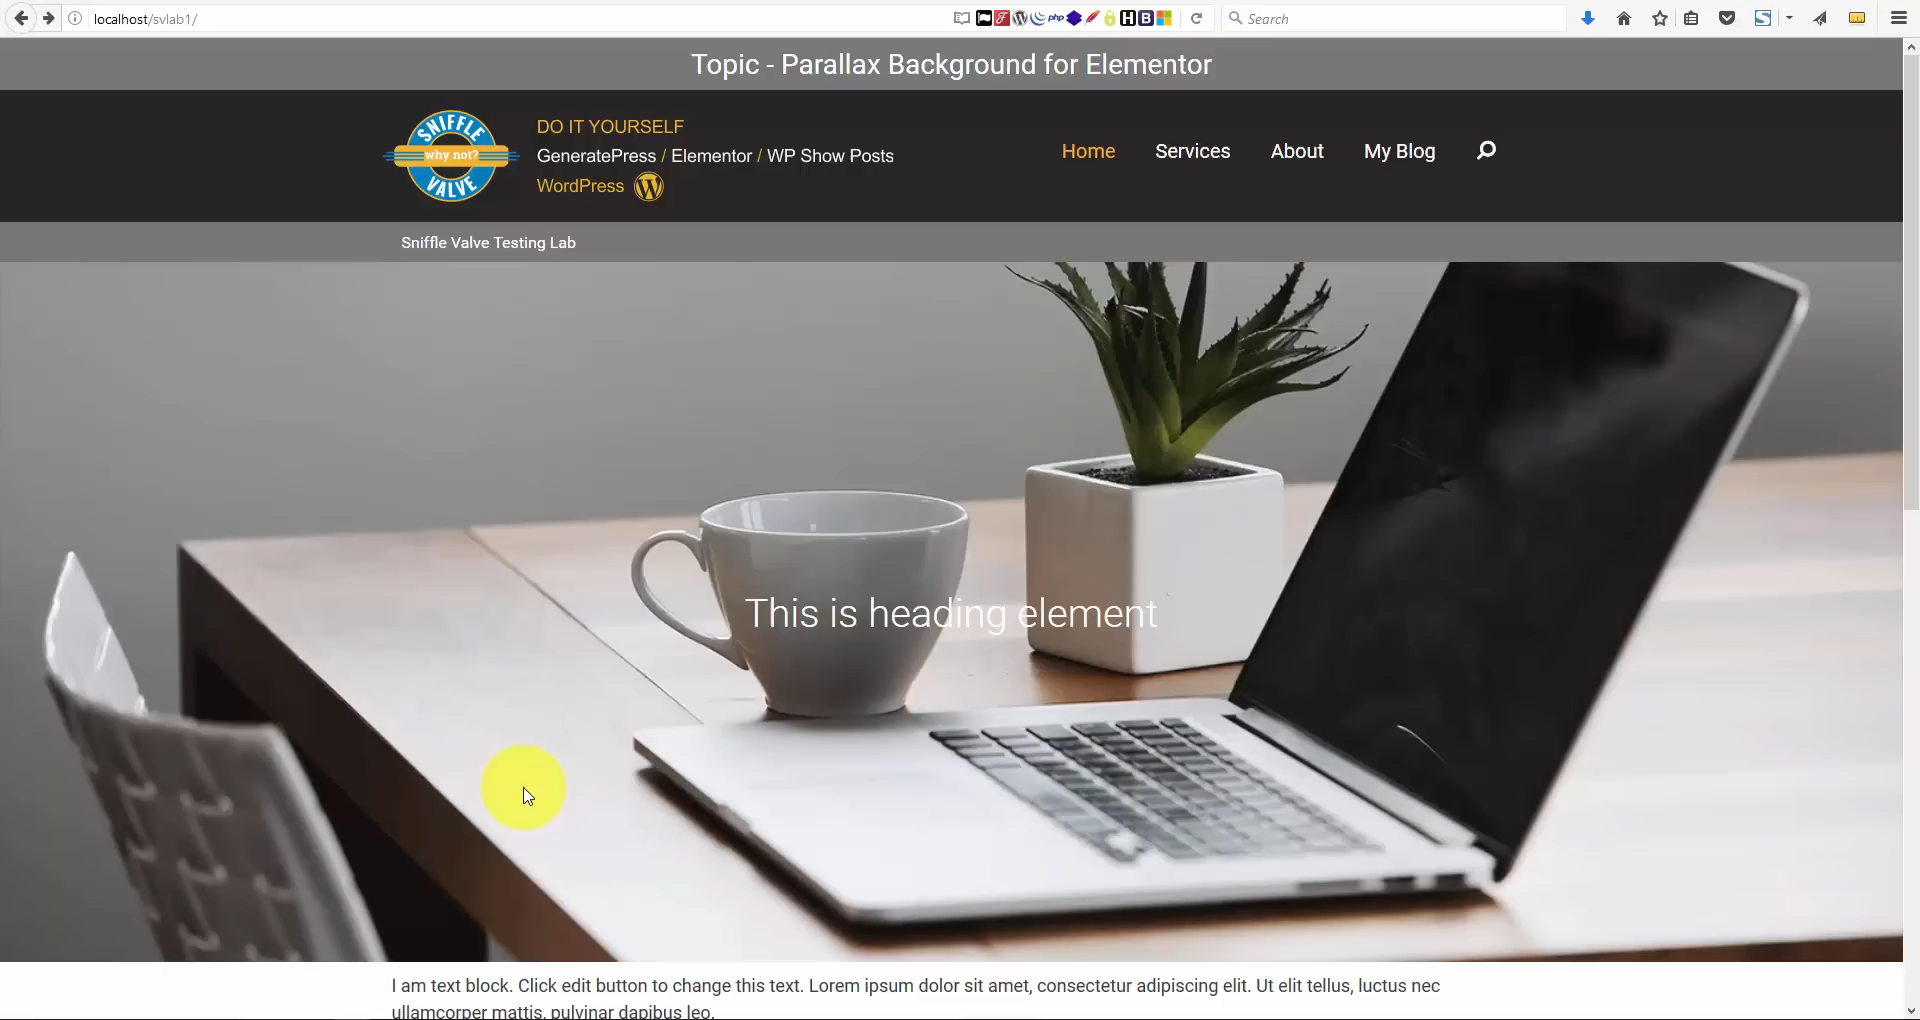 localhost/svlab1/
php
H
B
S
Search
Topic - Parallax Background for Elementor
SNIFFLE
why not?
VALVE
DO IT YOURSELF
GeneratePress / Elementor / WP Show Posts
WordPress
Home
Services
About
My Blog
Sniffle Valve Testing Lab
This is heading element
I am text block. Click edit button to change this text. Lorem ipsum dolor sit amet, consectetur adipiscing elit. Ut elit tellus, luctus nec
ullamcorper mattis, pulvinar dapibus leo.